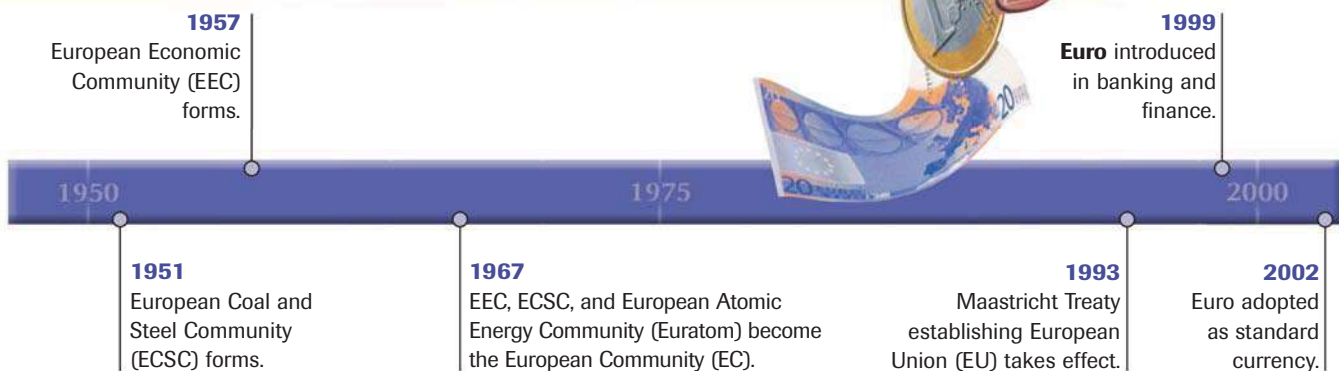 1957
European Economic
Community (EEC)
forms.
1999
Euro introduced
in banking and
finance.
20
20
1950
1975
2000
1951
European Coal and
Steel Community
(ECSC) forms.
1967
EEC, ECSC, and European Atomic
Energy Community (Euratom) become
the European Community (EC).
1993
Maastricht Treaty
establishing European
Union (EU) takes effect.
2002
Euro adopted
as standard
currency.